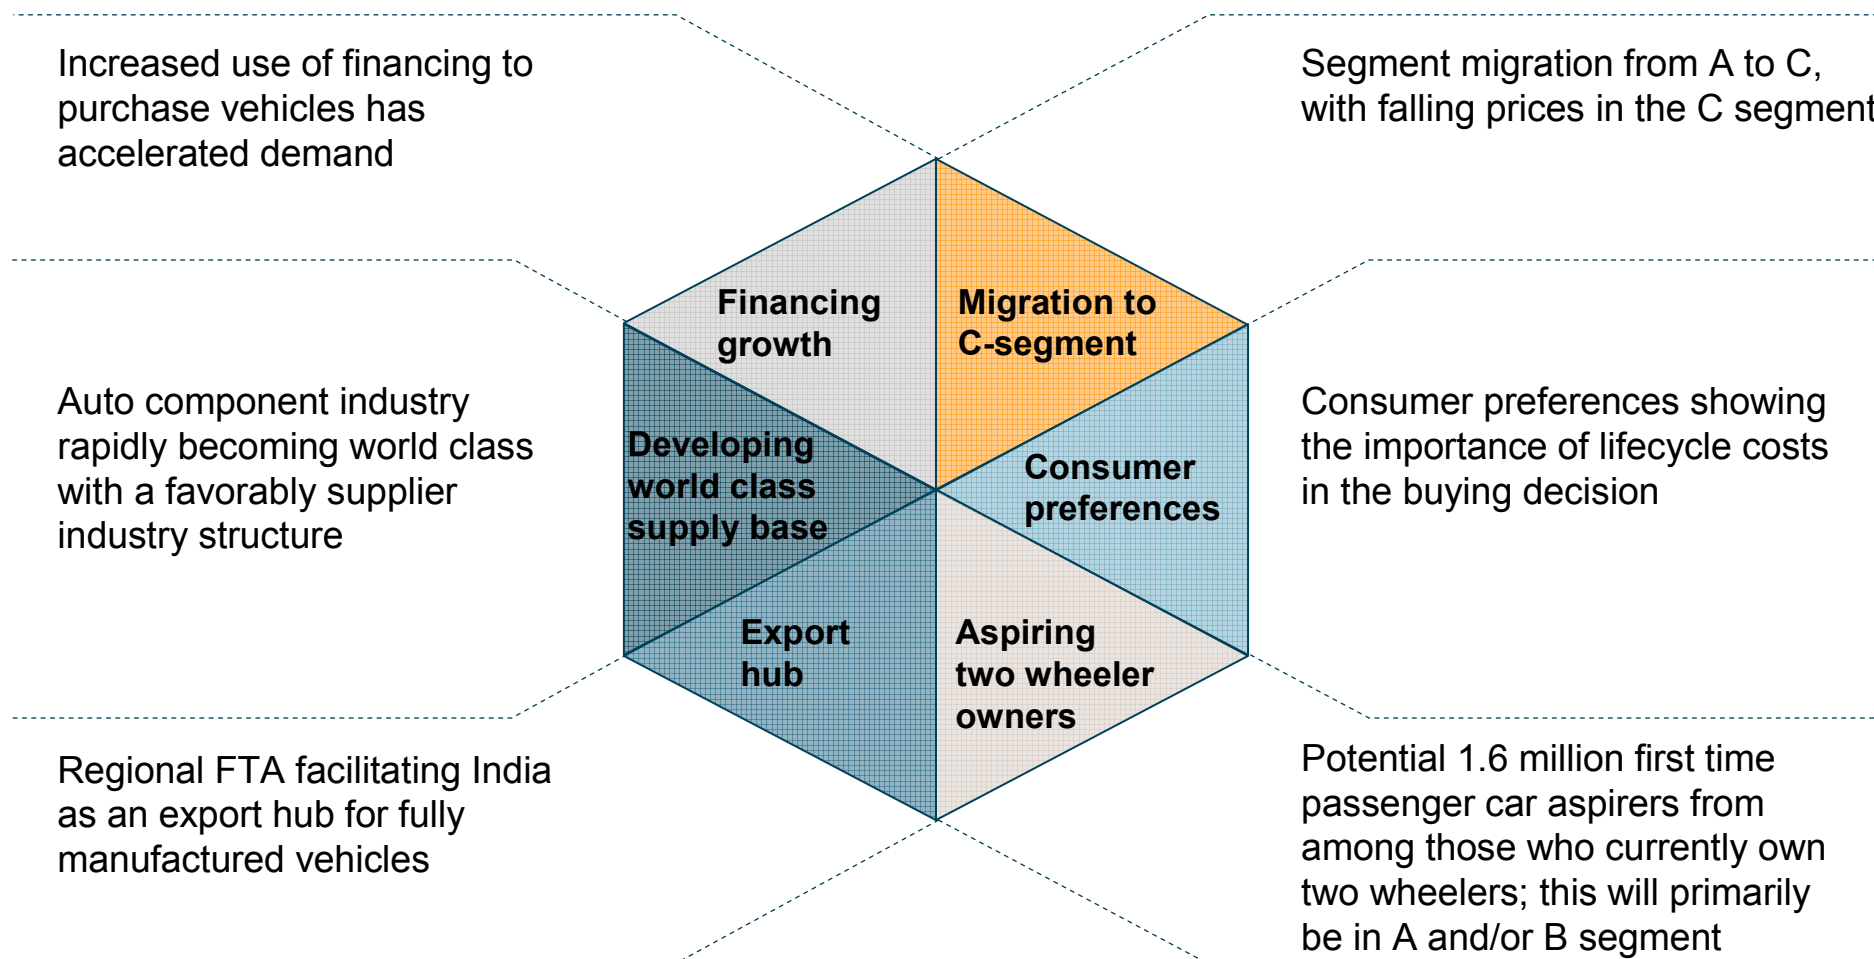 Increased use of financing to
purchase vehicles has
accelerated demand
Segment migration from A to C,
with falling prices in the C segment
Financing
growth
Migration to
C-segment
Auto component industry
rapidly becoming world class
with a favorably supplier
industry structure
Developing
world class
supply base
Consumer
preferences
Consumer preferences showing
the importance of lifecycle costs
in the buying decision
Export
hub
Aspiring
two wheeler
owners
Regional FTA facilitating India
as an export hub for fully
manufactured vehicles
Potential 1.6 million first time
passenger car aspirers from
among those who currently own
two wheelers; this will primarily
be in A and/or B segment